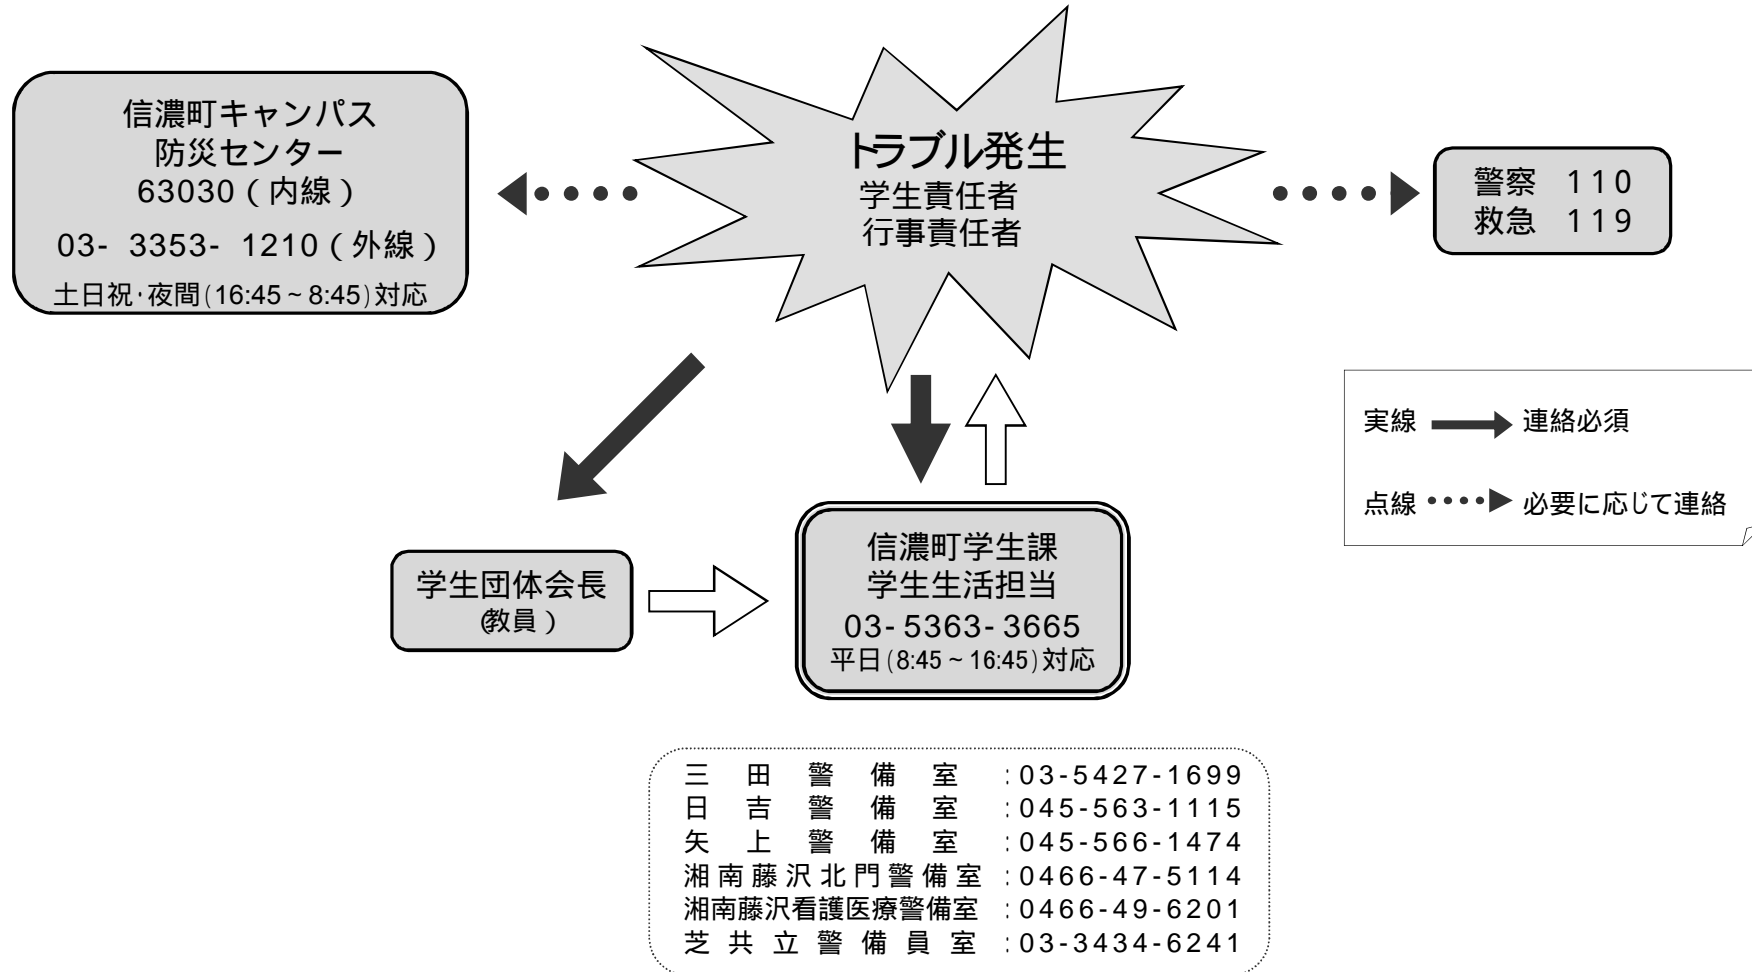 信濃町キャンパス
防災センター
63030(内線)
03-3353-1210(外線)
土日祝・夜間(16:45~8:45)対応
トラブル発生
学生責任者
行事責任者
警察 110
救急 119
実線 連絡必須
点線 必要に応じて連絡
学生団体会長
(教員)
信濃町学生課
学生生活担当
03-5363-3665
平日(8:45~16:45)対応
三田警備室:03-5427-1699
日吉警備室:045-563-1115
矢上警備室:045-566-1474
湘南藤沢北門警備室:0466-47-5114
湘南藤沢看護医療警備室:0466-49-6201
芝共立警備員室:03-3434-6241